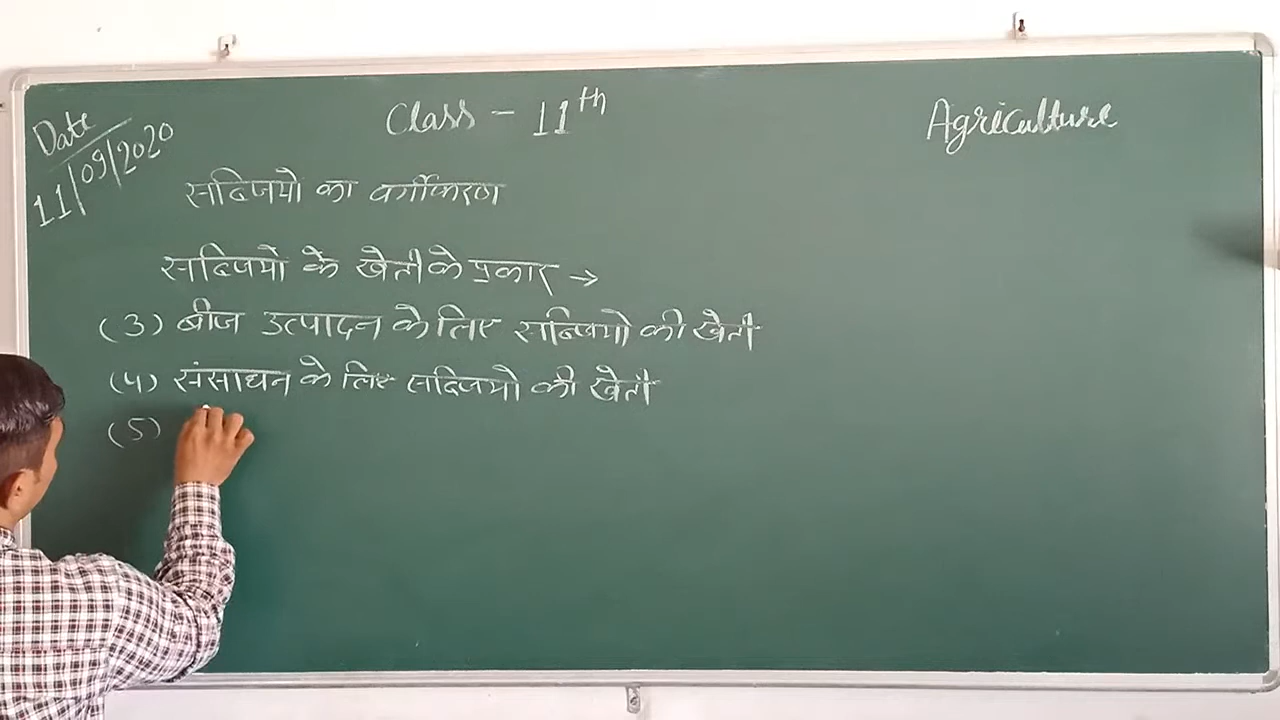 Date
11/09/2020
Class - 11th
Agriculture
सब्जियो का वर्गीकरण
सब्जियों के खेती के प्रकार →
(3) बीज उत्पादन के लिए सब्जियो की खेती
(4) संसाधन के लिए सब्जियो की खेती
(5)